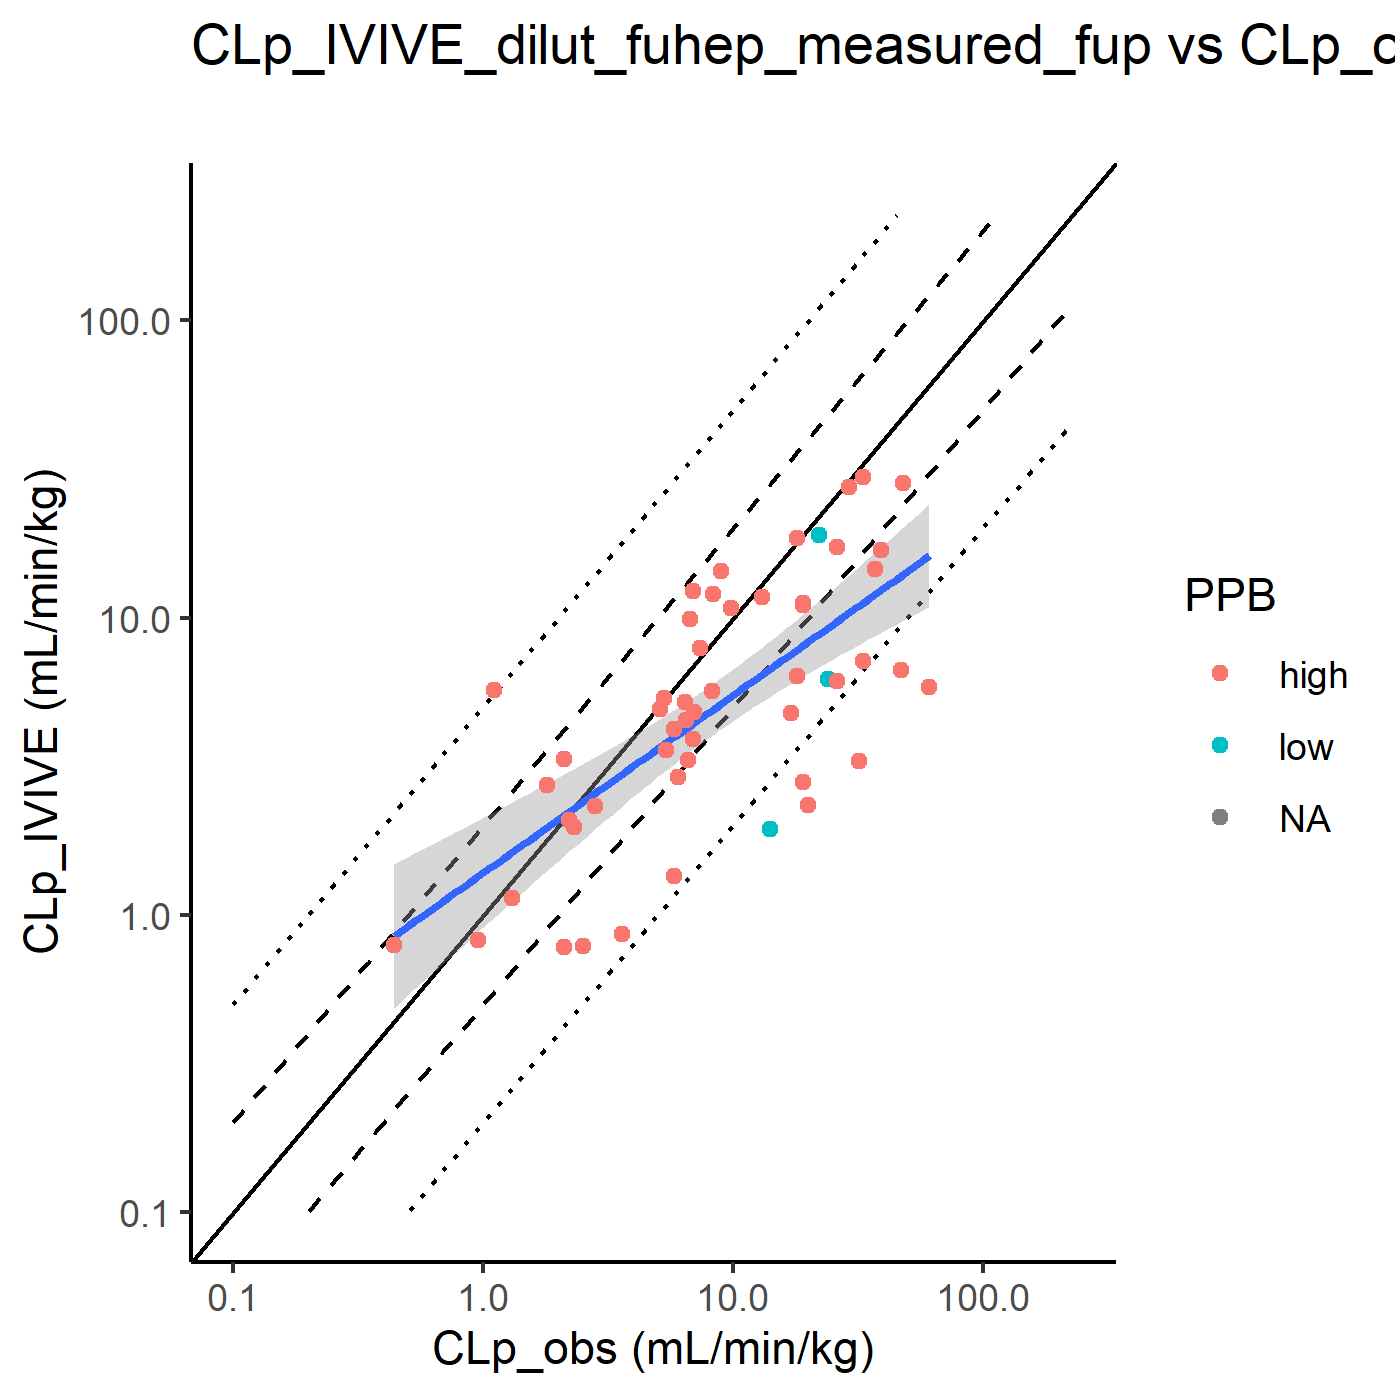 CLp_IVIVE_dilut_fuhep_measured_fup vs CLp_o
CLp_IVIVE (mL/min/kg)
100.0
10.0
1.0
0.1
0.1 1.0 10.0 100.0
CLp_obs (mL/min/kg)
PPB
high
low
NA